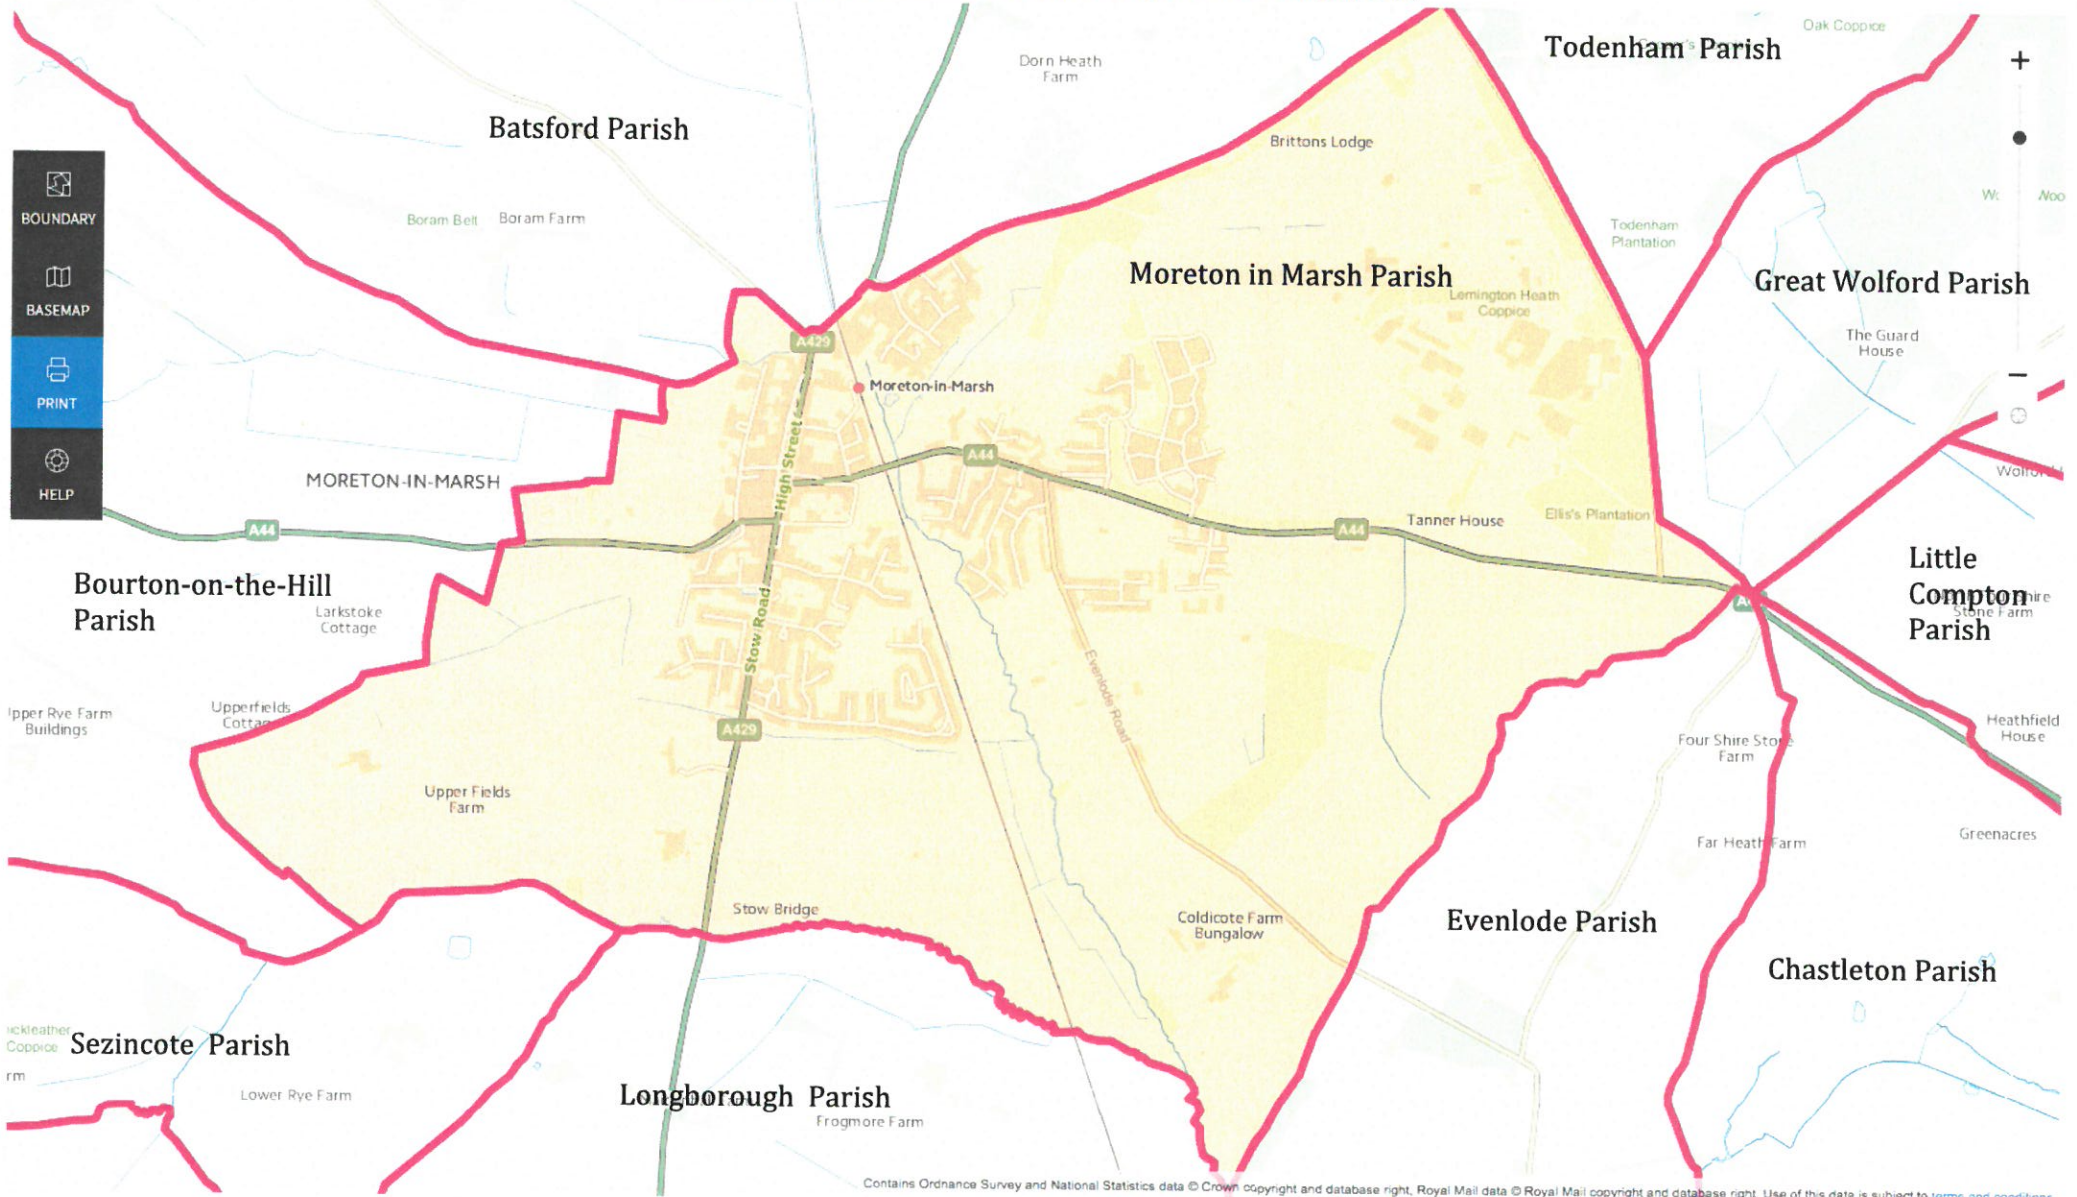 Oak Coppice
Todenham Parish
Dorn Heath
Farm
Batsford Parish
Brittons Lodge
BOUNDARY
Boram Belt
Boram Farm
Todenham
Plantation
Moreton in Marsh Parish
Great Wolford Parish
Lemington Heath
Coppice
BASEMAP
The Guard
House
A429
Moreton-in-Marsh
PRINT
High Street
A44
MORETON-IN-MARSH
HELP
A44
A44
Tanner House
Ellis's Plantation
Little
Compton
Parish
Stone Farm
Bourton-on-the-Hill
Parish
Larkstoke
Cottage
Stow Road
Evenlode Road
Upperfields
Rye Farm
Buildings
A429
Heathfield
House
Four Shire Stone
Farm
Upper Fields
Farm
Far Heath Farm
Greenacres
Stow Bridge
Coldicote Farm
Bungalow
Evenlode Parish
Chastleton Parish
Coppice
Sezincote Parish
Lower Rye Farm
Longborough Parish
Frogmore Farm
Contains Ordnance Survey and National Statistics data © Crown copyright and database right, Royal Mail data © Royal Mail copyright and database right. Use of this data is subject to terms and conditions